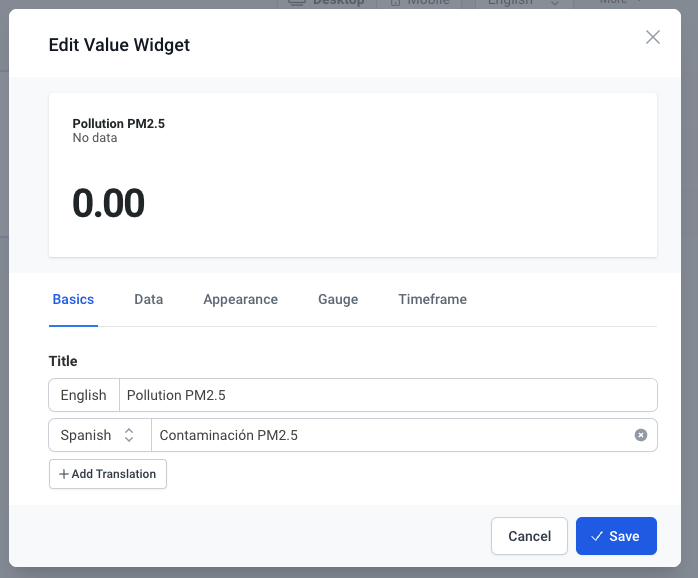 Desktop Mobile English More
Edit Value Widget
Pollution PM2.5
No data
0.00
Basics Data Appearance Gauge Timeframe
Title
English Pollution PM2.5
Spanish Contaminación PM2.5
Add Translation
Cancel Save